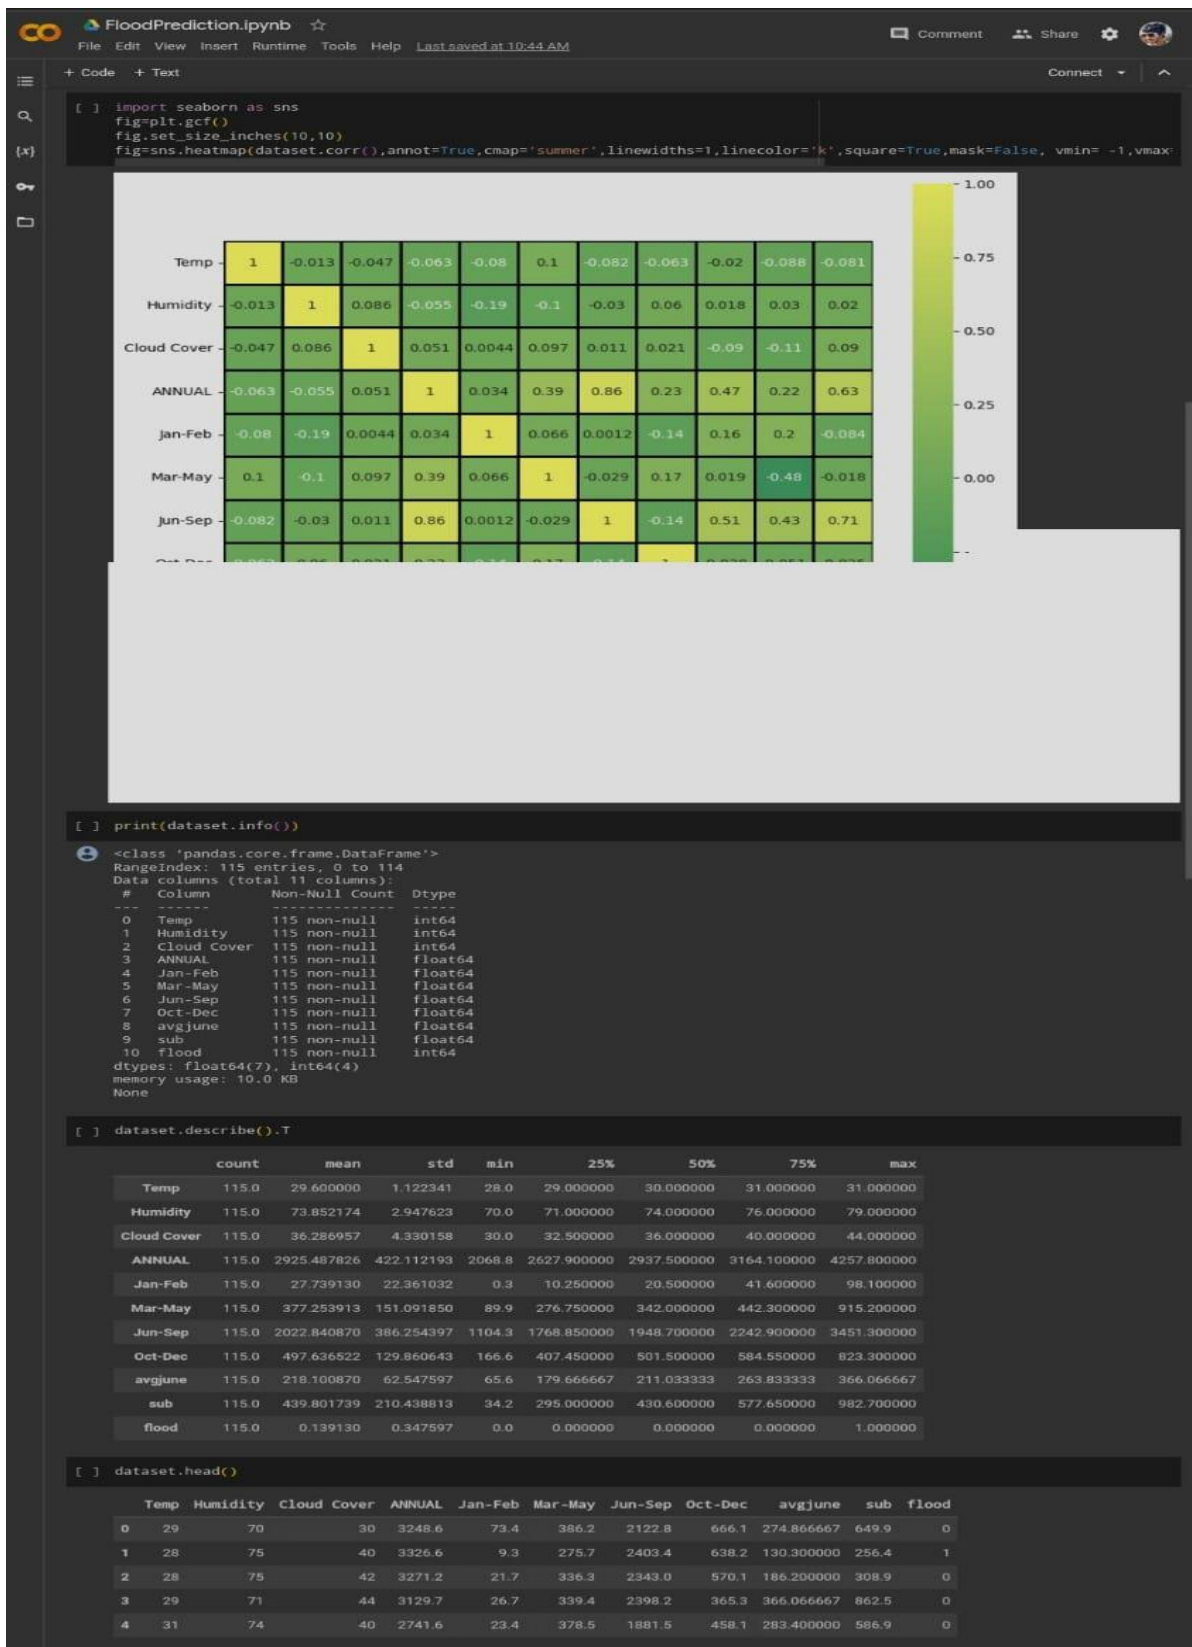 CO FloodPrediction.ipynb
File Edit View Insert Runtime Tools Help Last saved at 10:44 AM
Comment Share
+ Code + Text Connect
[ ] import seaborn as sns
fig=plt.gcf()
fig.set_size_inches(10,10)
fig=sns.heatmap(dataset.corr(),annot=True,cmap='summer',linewidths=1,linecolor='k',square=True,mask=False, vmin= -1,vmax=
{x}
1.00
Temp 1 -0.013 -0.047 -0.063 -0.08 0.1 -0.082 -0.063 -0.02 -0.088 -0.081
0.75
Humidity -0.013 1 0.086 -0.055 -0.19 -0.1 -0.03 0.06 0.018 0.03 0.02
0.50
Cloud Cover -0.047 0.086 1 0.051 0.0044 0.097 0.011 0.021 -0.09 -0.11 0.09
ANNUAL -0.063 -0.055 0.051 1 0.034 0.39 0.86 0.23 0.47 0.22 0.63
0.25
Jan-Feb -0.08 -0.19 0.0044 0.034 1 0.066 0.0012 -0.14 0.16 0.2 -0.084
Mar-May 0.1 -0.1 0.097 0.39 0.066 1 -0.029 0.17 0.019 -0.48 -0.018
0.00
Jun-Sep -0.082 -0.03 0.011 0.86 0.0012 -0.029 1 -0.14 0.51 0.43 0.71
[ ] print(dataset.info())
<class 'pandas.core.frame.DataFrame'>
RangeIndex: 115 entries, 0 to 114
Data columns (total 11 columns):
# Column Non-Null Count Dtype
--- ------ -------------- -----
0 Temp 115 non-null int64
1 Humidity 115 non-null int64
2 Cloud Cover 115 non-null int64
3 ANNUAL 115 non-null float64
4 Jan-Feb 115 non-null float64
5 Mar-May 115 non-null float64
6 Jun-Sep 115 non-null float64
7 Oct-Dec 115 non-null float64
8 avgjune 115 non-null float64
9 sub 115 non-null float64
10 flood 115 non-null int64
dtypes: float64(7), int64(4)
memory usage: 10.0 KB
None
[ ] dataset.describe().T
count mean std min 25% 50% 75% max
Temp 115.0 29.600000 1.122341 28.0 29.000000 30.000000 31.000000 31.000000
Humidity 115.0 73.852174 2.947623 70.0 71.000000 74.000000 76.000000 79.000000
Cloud Cover 115.0 36.286957 4.330158 30.0 32.500000 36.000000 40.000000 44.000000
ANNUAL 115.0 2925.487826 422.112193 2068.8 2627.900000 2937.500000 3164.100000 4257.800000
Jan-Feb 115.0 27.739130 22.361032 0.3 10.250000 20.500000 41.600000 98.100000
Mar-May 115.0 377.253913 151.091850 89.9 276.750000 342.000000 442.300000 915.200000
Jun-Sep 115.0 2022.840870 386.254397 1104.3 1768.850000 1948.700000 2242.900000 3451.300000
Oct-Dec 115.0 497.636522 129.860643 166.6 407.450000 501.500000 584.550000 823.300000
avgjune 115.0 218.100870 62.547597 65.6 179.666667 211.033333 263.833333 366.066667
sub 115.0 439.801739 210.438813 34.2 295.000000 430.600000 577.650000 982.700000
flood 115.0 0.139130 0.347597 0.0 0.000000 0.000000 0.000000 1.000000
[ ] dataset.head()
Temp Humidity Cloud Cover ANNUAL Jan-Feb Mar-May Jun-Sep Oct-Dec avgjune sub flood
0 29 70 30 3248.6 73.4 386.2 2122.8 666.1 274.866667 649.9 0
1 28 75 40 3326.6 9.3 275.7 2403.4 638.2 130.300000 256.4 1
2 28 75 42 3271.2 21.7 336.3 2343.0 570.1 186.200000 308.9 0
3 29 71 44 3129.7 26.7 339.4 2398.2 365.3 366.066667 862.5 0
4 31 74 40 2741.6 23.4 378.5 1881.5 458.1 283.400000 586.9 0